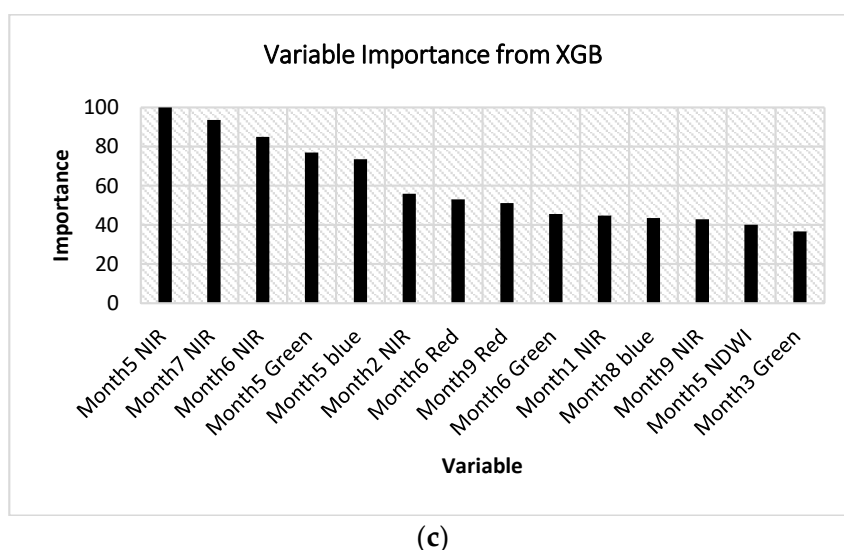 Variable Importance from XGB
100
80
60
40
20
0
Importance
Month5 NIR
Month7 NIR
Month6 NIR
Month5 Green
Month5 blue
Month2 NIR
Month6 Red
Month9 Red
Month6 Green
Month1 NIR
Month8 blue
Month9 NIR
Month5 NDWI
Month3 Green
Variable
(c)